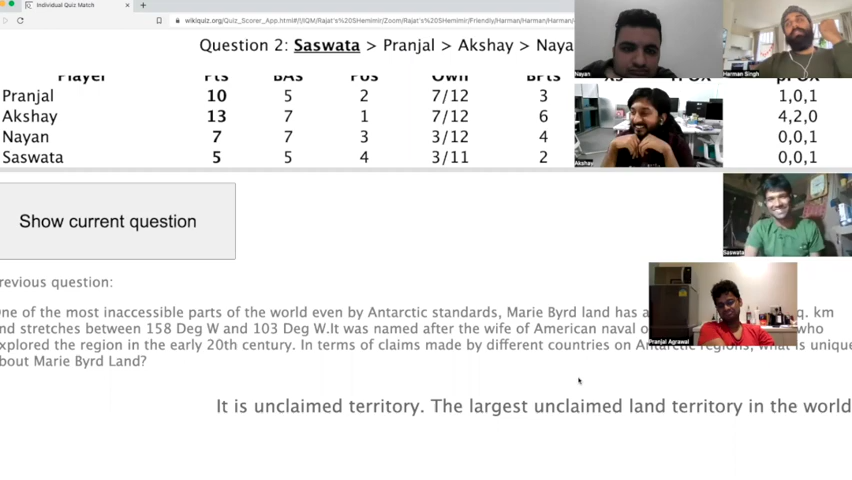 Individual Quiz Match
wikiquiz.org/Quiz_Scorer_App.html#/I/IQM/Rajat's%20SHemimir/Zoom/Rajat's%20SHemimir/Friendly/Harman/Harman/Harman/
Question 2: Saswata > Pranjal > Akshay > Naya
Player Pts BAs Pos Own BPts
Pranjal 10 5 2 7/12 3 1,0,1
Akshay 13 7 1 7/12 6 4,2,0
Nayan 7 7 3 3/12 4 0,0,1
Saswata 5 5 4 3/11 2 0,0,1
Nayan
Harman Singh
Akshay
Saswata
Pranjal Agrawal
Show current question
revious question:
One of the most inaccessible parts of the world even by Antarctic standards, Marie Byrd land has a sq. km
nd stretches between 158 Deg W and 103 Deg W.It was named after the wife of American naval o who
xplored the region in the early 20th century. In terms of claims made by different countries on Antarctic regions, what is unique
bout Marie Byrd Land?
It is unclaimed territory. The largest unclaimed land territory in the world